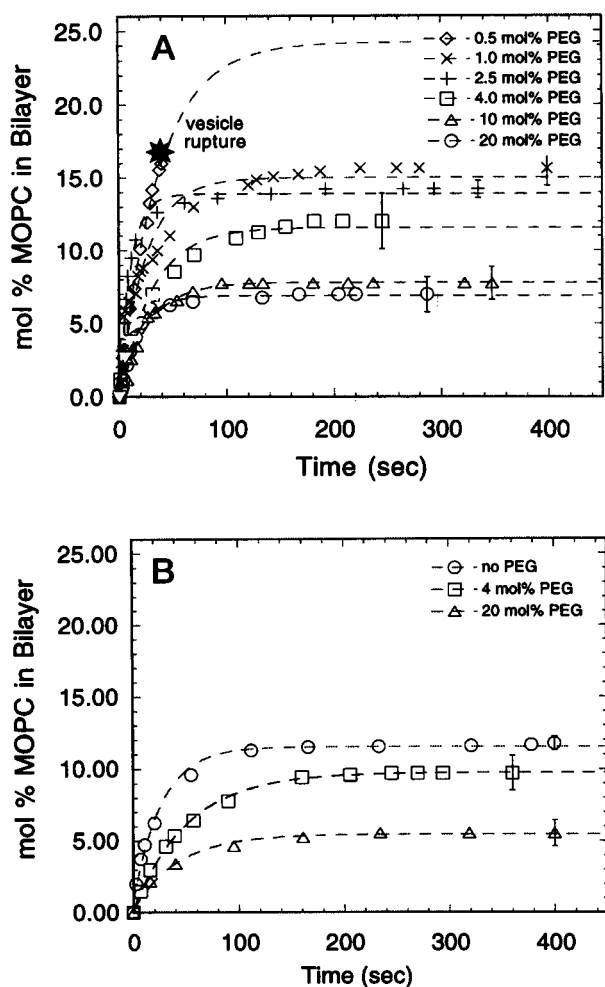 A
mol % MOPC in Bilayer
25.0
20.0
15.0
10.0
5.0
0.0
- 0.5 mol% PEG
- 1.0 mol% PEG
- 2.5 mol% PEG
- 4.0 mol% PEG
- 10 mol% PEG
- 20 mol% PEG
vesicle
rupture
0 100 200 300 400
Time (sec)
B
mol % MOPC in Bilayer
25.00
20.00
15.00
10.00
5.00
0.00
- no PEG
- 4 mol% PEG
- 20 mol% PEG
0 100 200 300 400
Time (sec)